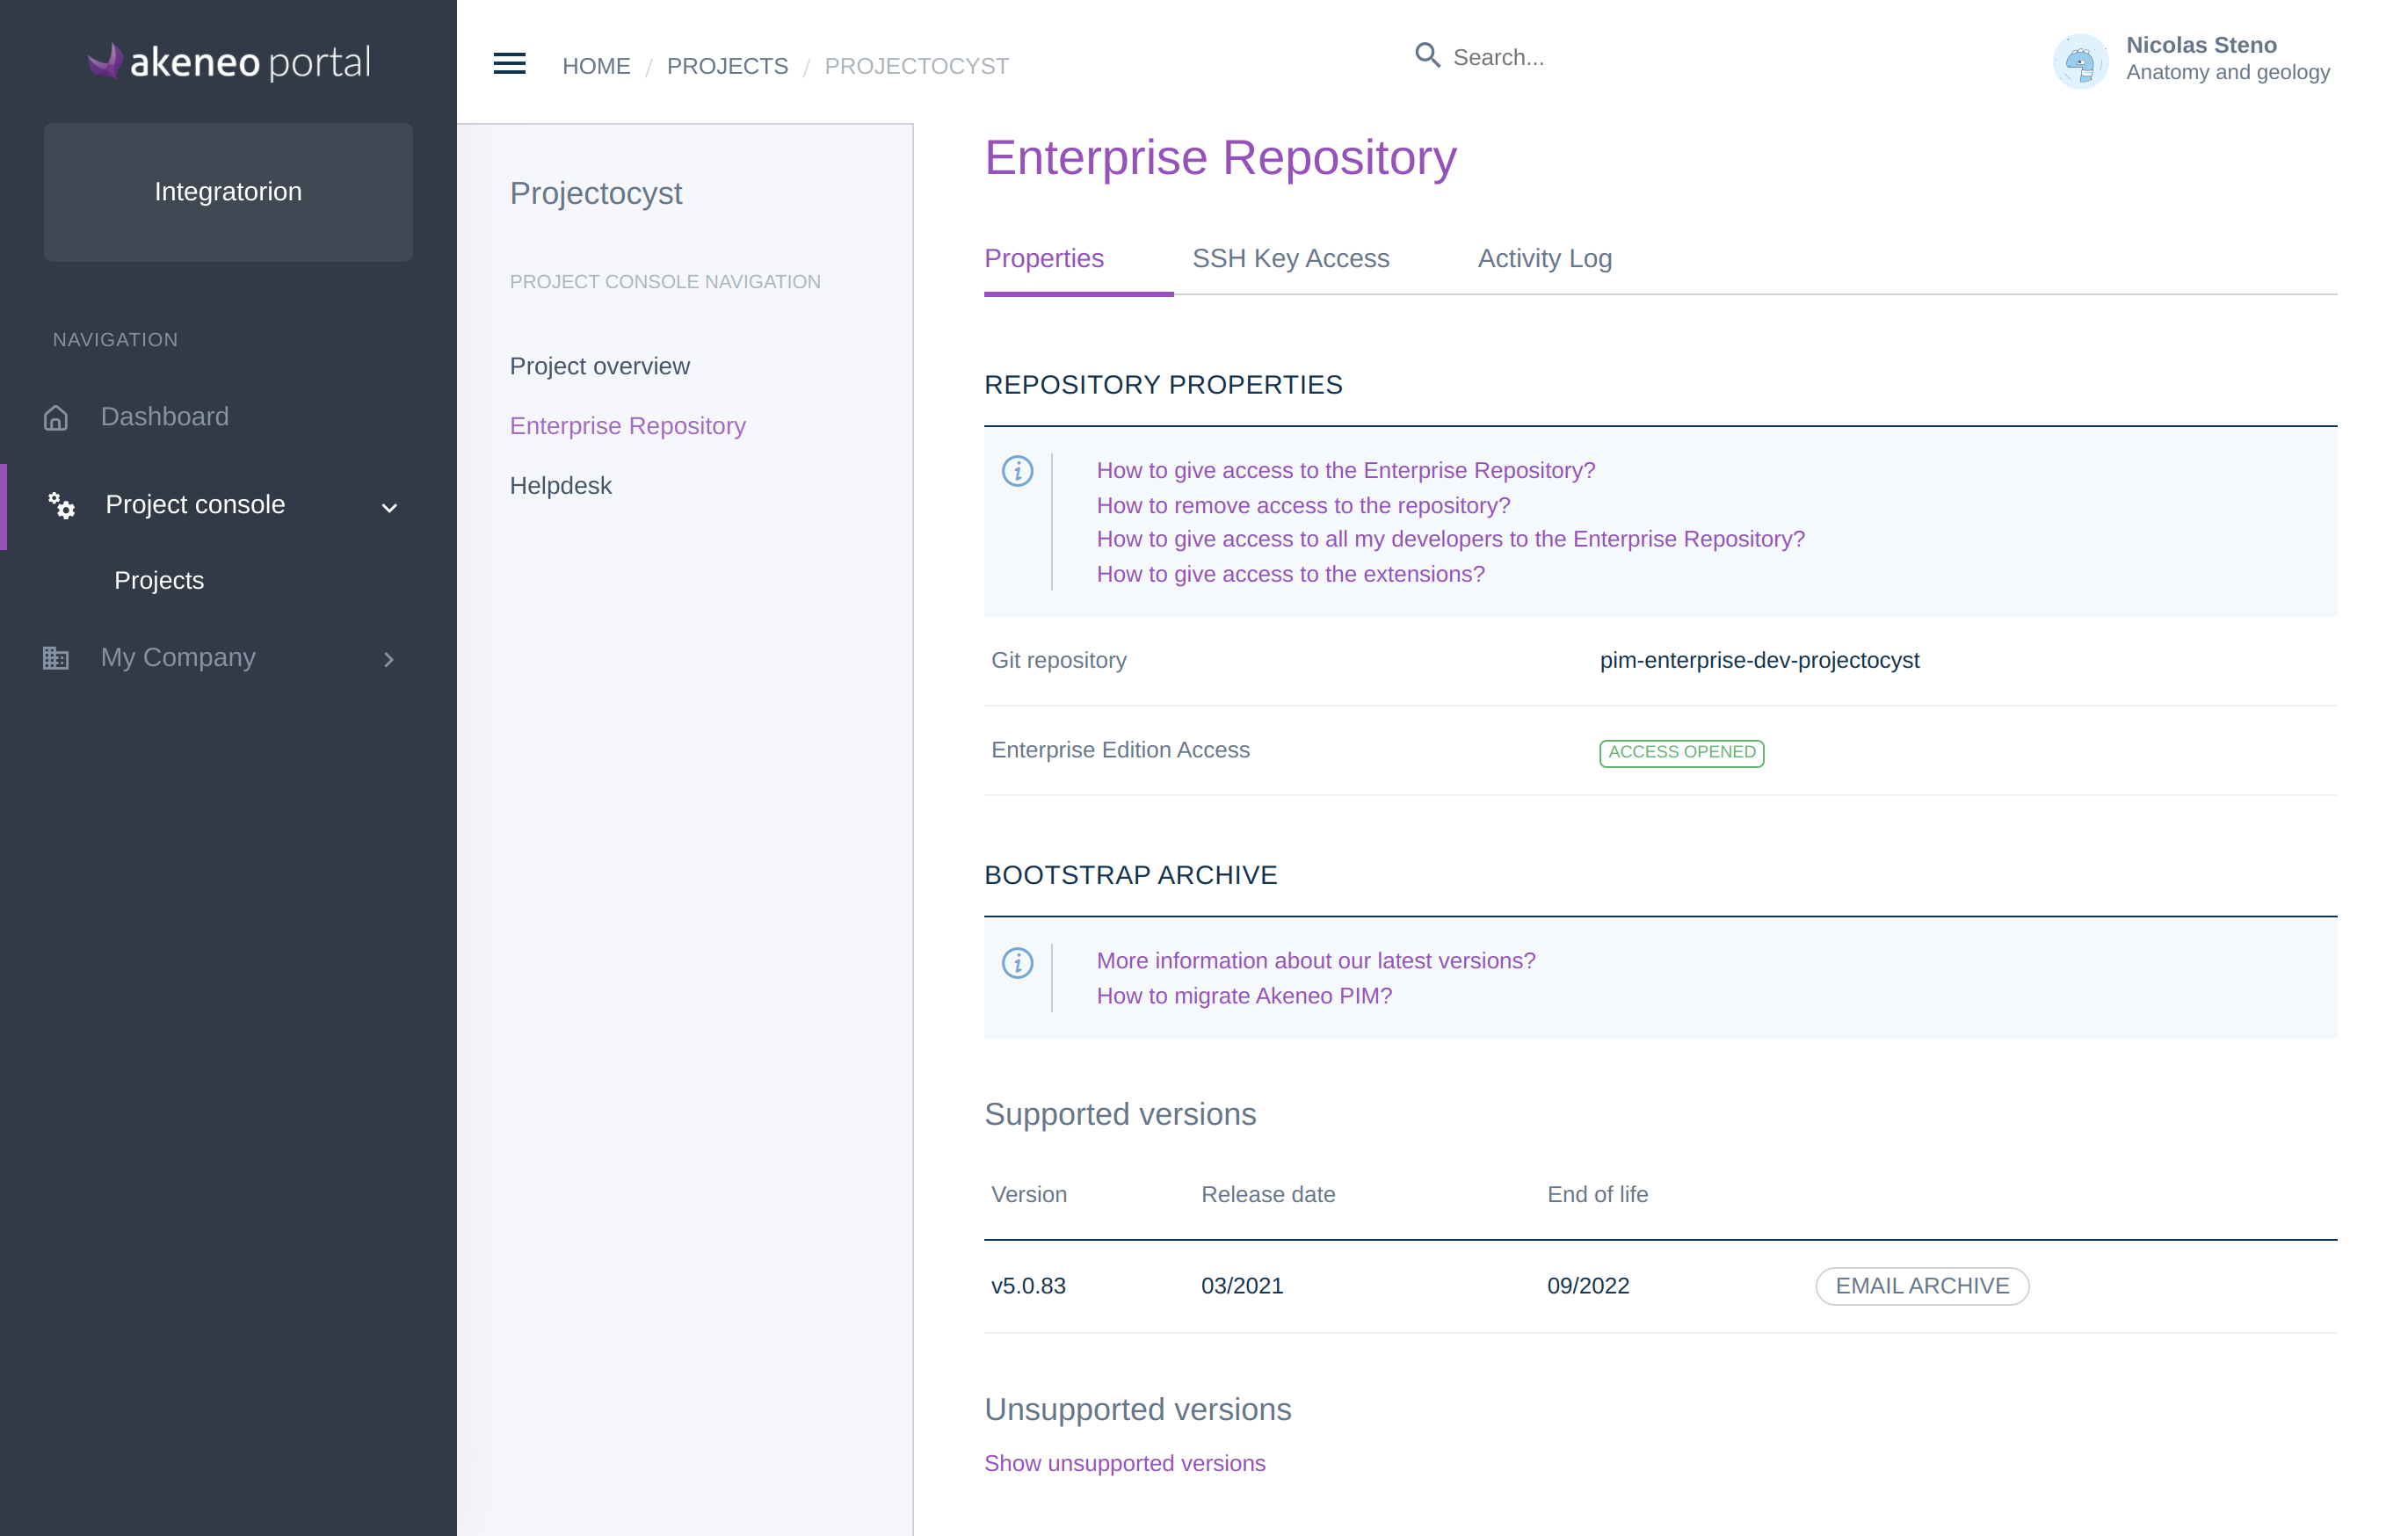 akeneo portal
Integratorion
NAVIGATION
Dashboard
Project console
Projects
My Company
HOME / PROJECTS / PROJECTOCYST
Search...
Nicolas Steno
Anatomy and geology
Projectocyst
PROJECT CONSOLE NAVIGATION
Project overview
Enterprise Repository
Helpdesk
Enterprise Repository
Properties SSH Key Access Activity Log
REPOSITORY PROPERTIES
How to give access to the Enterprise Repository?
How to remove access to the repository?
How to give access to all my developers to the Enterprise Repository?
How to give access to the extensions?
Git repository pim-enterprise-dev-projectocyst
Enterprise Edition Access ACCESS OPENED
BOOTSTRAP ARCHIVE
More information about our latest versions?
How to migrate Akeneo PIM?
Supported versions
Version Release date End of life
v5.0.83 03/2021 09/2022 EMAIL ARCHIVE
Unsupported versions
Show unsupported versions